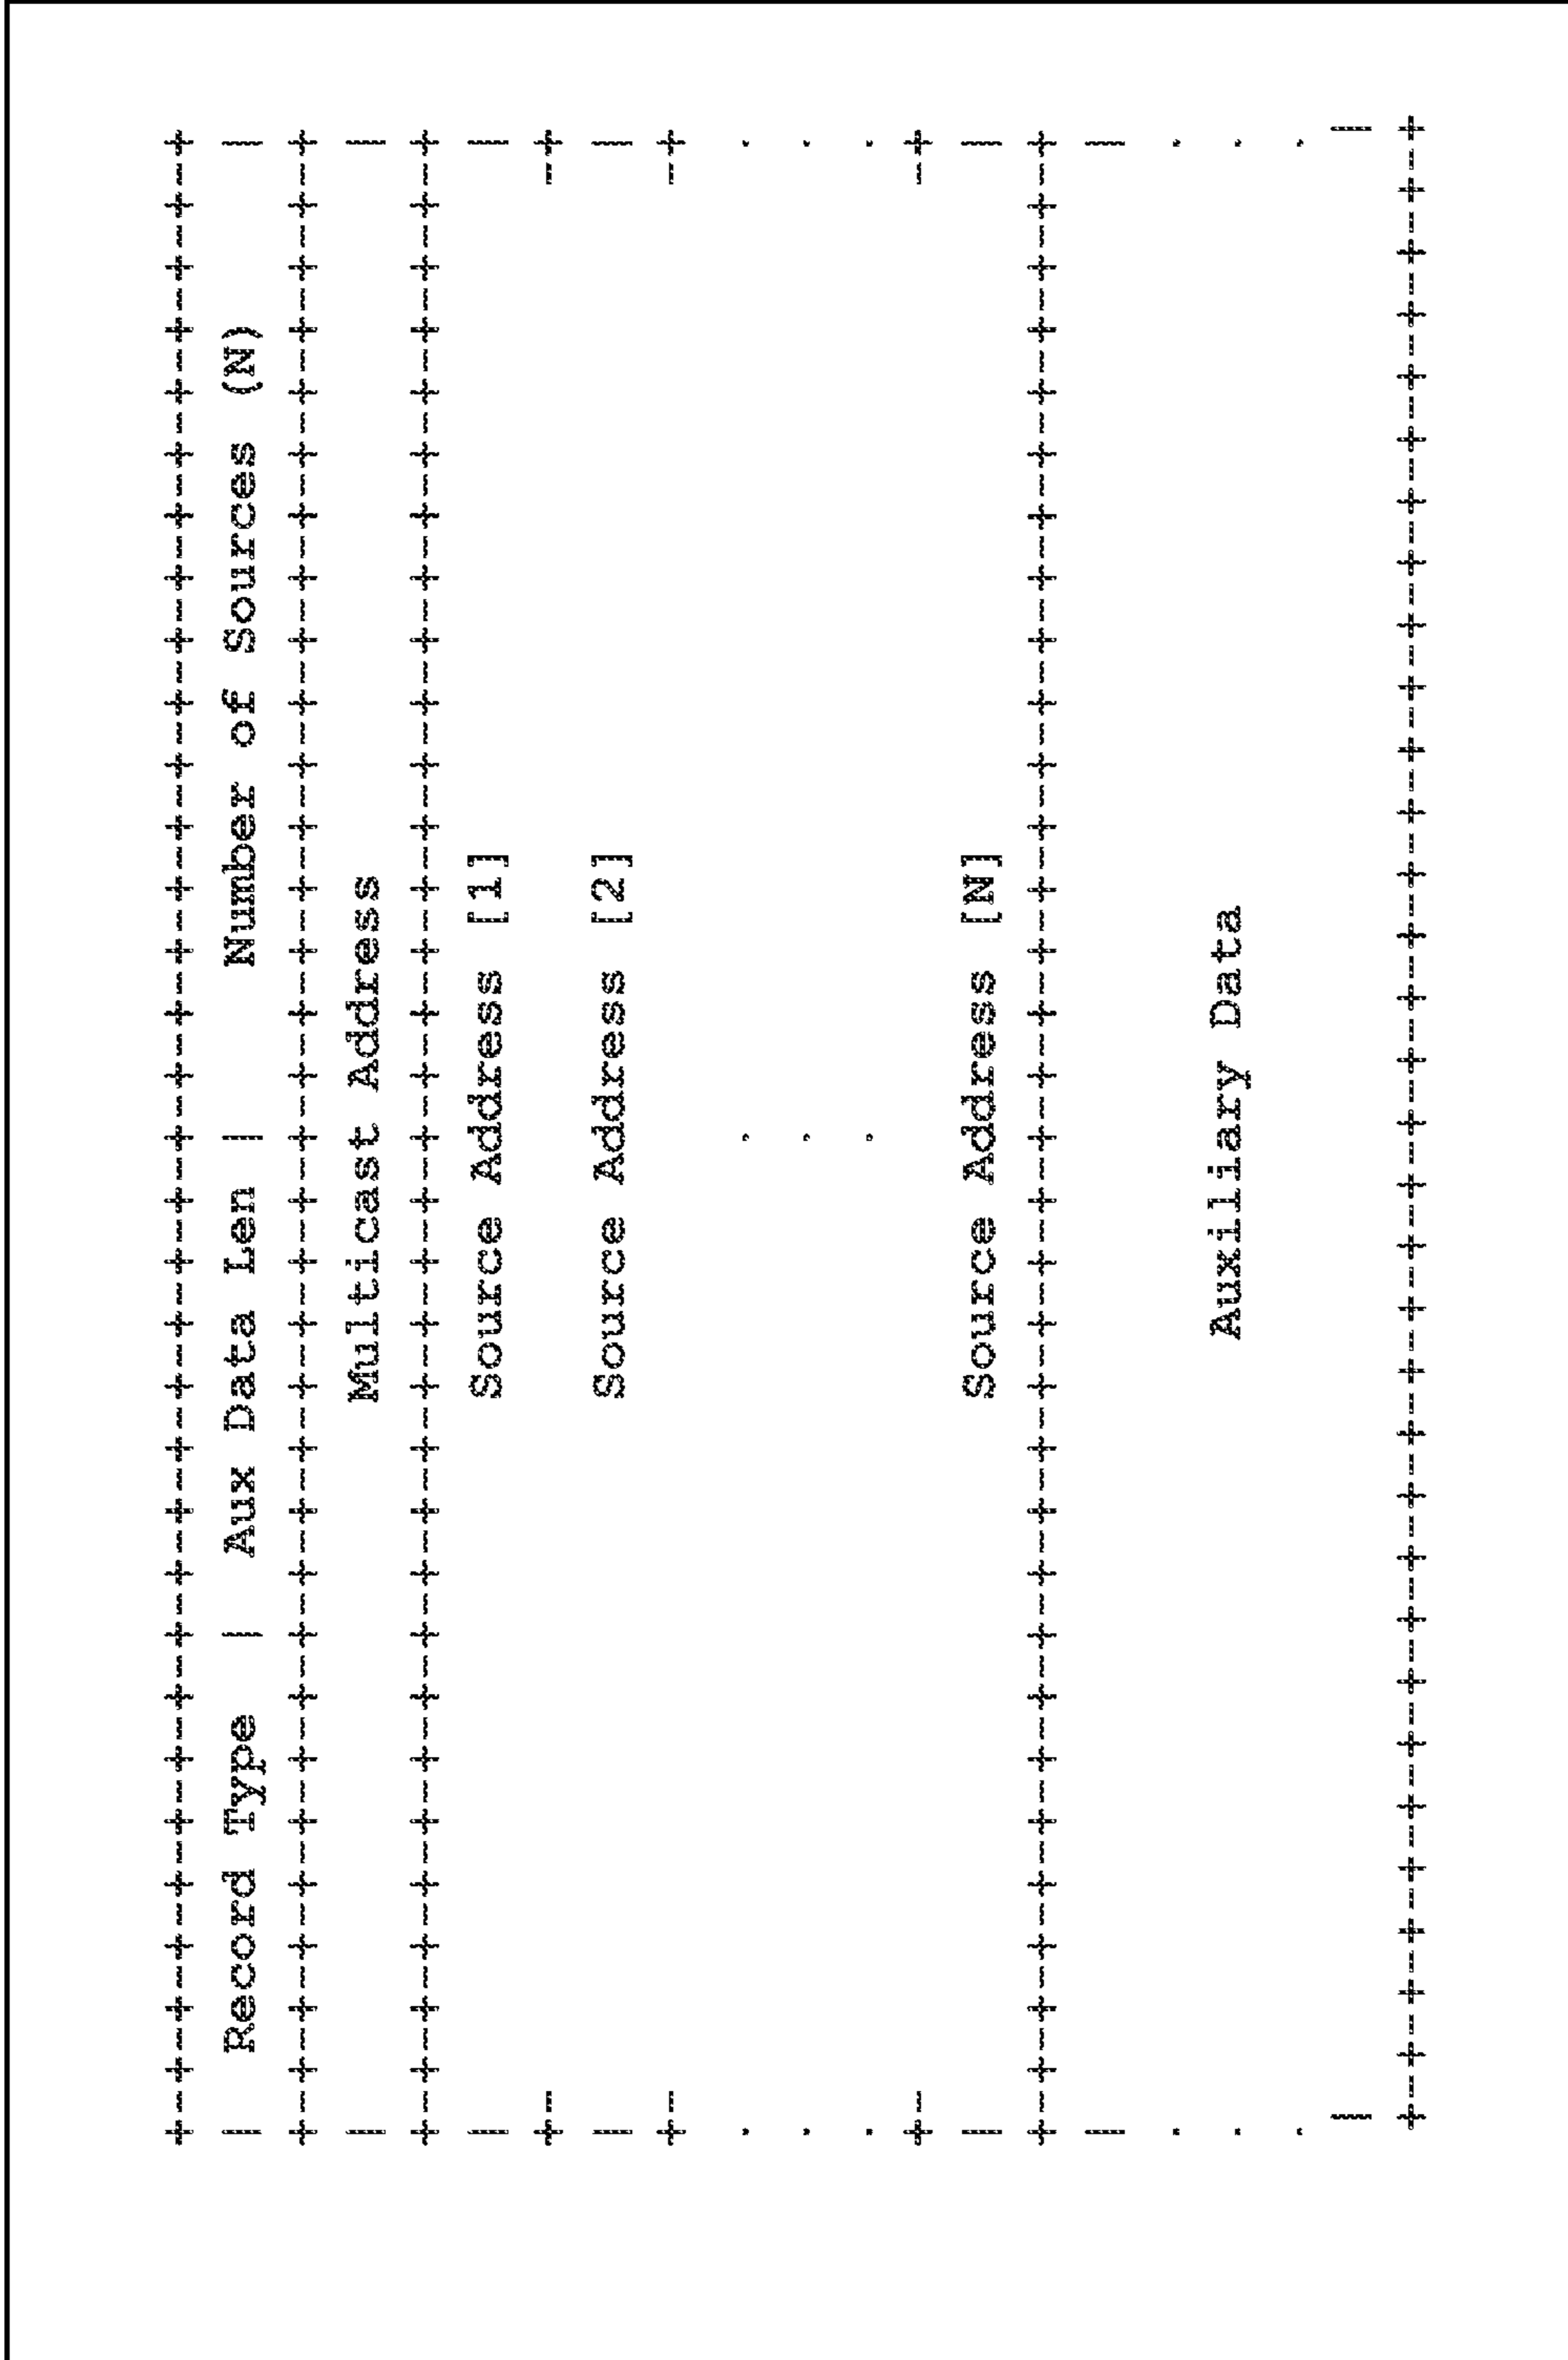 +-+-+-+-+-+-+-+-+-+-+-+-+-+-+-+-+-+-+-+-+-+-+-+-+-+-+-+-+-+-+-+-+
| Record Type | Aux Data Len | Number of Sources (N) |
+-+-+-+-+-+-+-+-+-+-+-+-+-+-+-+-+-+-+-+-+-+-+-+-+-+-+-+-+-+-+-+-+
| Multicast Address |
+-+-+-+-+-+-+-+-+-+-+-+-+-+-+-+-+-+-+-+-+-+-+-+-+-+-+-+-+-+-+-+-+
| Source Address [1] |
+- -+
| Source Address [2] |
+- -+
. . .
. . .
. . .
+- -+
| Source Address [N] |
+-+-+-+-+-+-+-+-+-+-+-+-+-+-+-+-+-+-+-+-+-+-+-+-+-+-+-+-+-+-+-+-+
| |
. .
. Auxiliary Data .
. .
| |
+-+-+-+-+-+-+-+-+-+-+-+-+-+-+-+-+-+-+-+-+-+-+-+-+-+-+-+-+-+-+-+-+